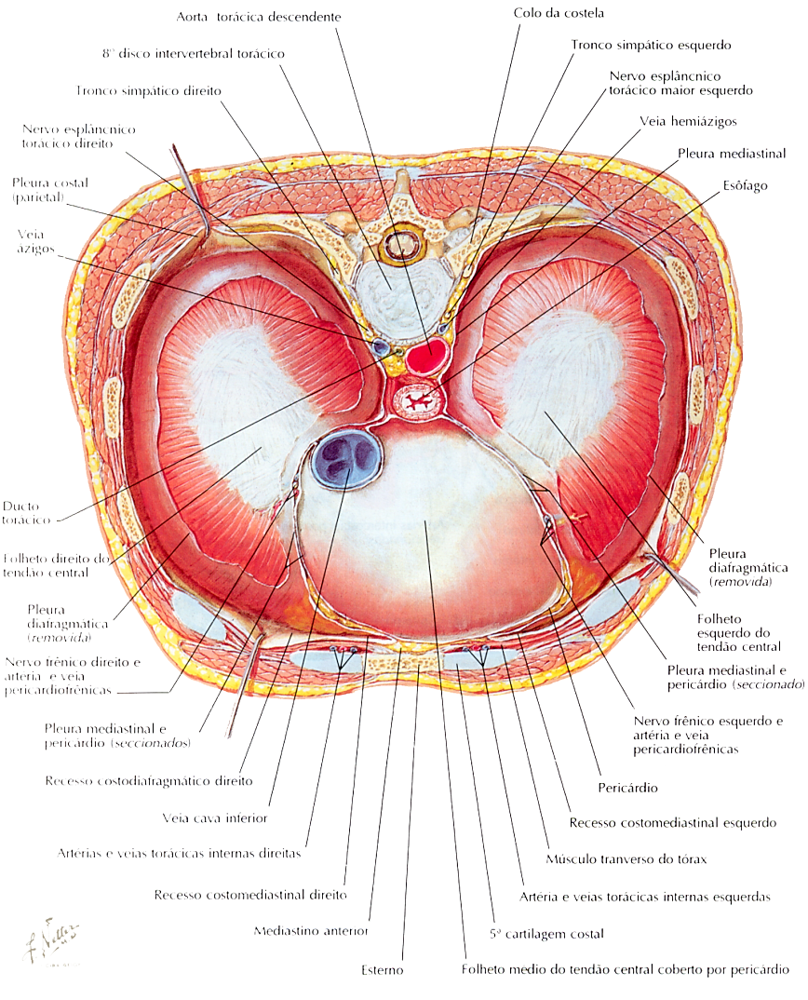 Aorta torácica descendente
8º disco intervertebral torácico
Tronco simpático direito
Nervo esplâncnico
torácico direito
Pleura costal
(parietal)
Veia
ázigos
Colo da costela
Tronco simpático esquerdo
Nervo esplâncnico
torácico maior esquerdo
Veia hemiázigos
Pleura mediastinal
Esôfago
Ducto
torácico
Folheto direito do
tendão central
Pleura
diafragmática
(removida)
Nervo frênico direito e
artéria e veia
pericardiofrênicas
Pleura mediastinal e
pericárdio (seccionados)
Recesso costodiafragmático direito
Veia cava inferior
Artérias e veias torácicas internas direitas
Recesso costomediastinal direito
Mediastino anterior
Esterno
Pleura
diafragmática
(removida)
Folheto
esquerdo do
tendão central
Pleura mediastinal e
pericárdio (seccionado)
Nervo frênico esquerdo e
artéria e veia
pericardiofrênicas
Pericárdio
Recesso costomediastinal esquerdo
Músculo tranverso do tórax
Artéria e veias torácicas internas esquerdas
5ª cartilagem costal
Folheto medio do tendão central coberto por pericárdio
F. Netter